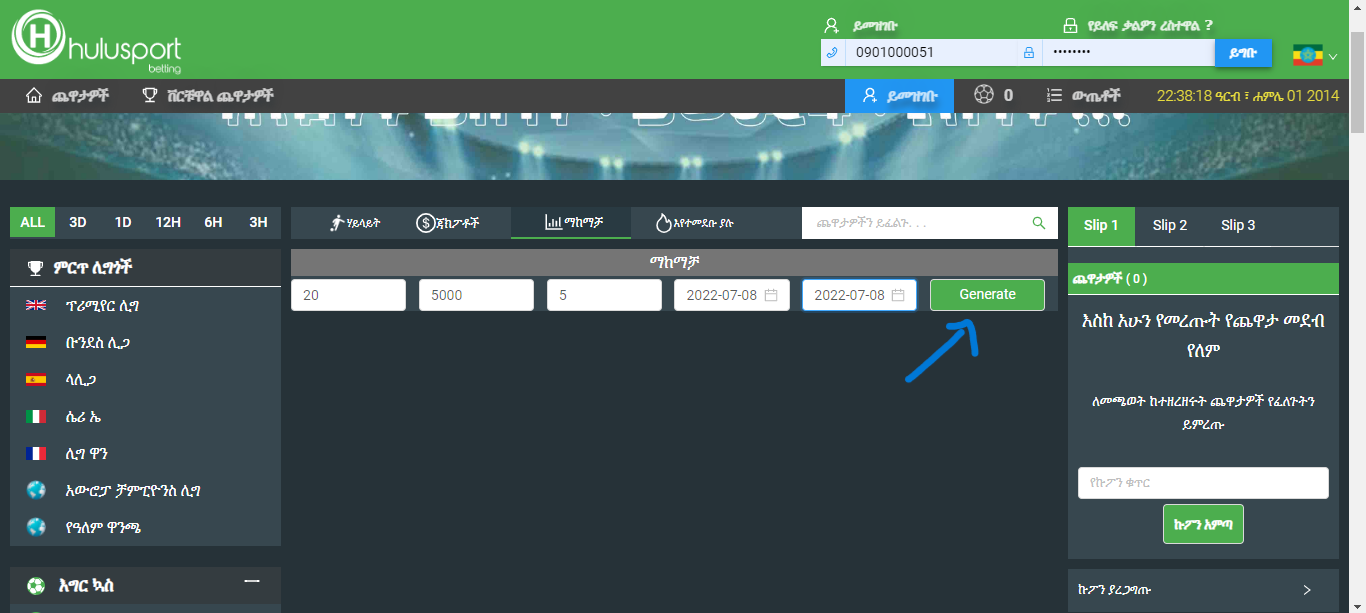 hulusport
betting
ይመዝገቡ
የይለፍ ቃልዎን ረስተዋል ?
0901000051
ይግቡ
ጨዋታዎች
ቨርቹዋል ጨዋታዎች
ይመዝገቡ
0
ውጤቶች
22:38:18 ዓርብ ፣ ሐምሌ 01 2014
ALL 3D 1D 12H 6H 3H
ምርጥ ሊግኦች
ፕሪሚየር ሊግ
ቡንደስ ሊጋ
ላሊጋ
ሴሪ ኤ
ሊግ ዋን
አውሮፓ ቻምፒዮንስ ሊግ
የዓለም ዋንጫ
እግር ኳስ
ሃይላይት
ጃክፖቶች
ማከማቻ
እየተመደቡ ያሉ
ጨዋታዎችን ይፈልጉ. . .
ማከማቻ
20
5000
5
2022-07-08
2022-07-08
Generate
Slip 1 Slip 2 Slip 3
ጨዋታዎች ( 0 )
እስከ አሁን የመረጡት የጨዋታ መደብ
የለም
ለመጫወት ከተዘረዘሩት ጨዋታዎች የፈለጉትን
ይምረጡ
የኩፖን ቁጥር
ኩፖን አምጣ
ኩፖን ያረጋግጡ